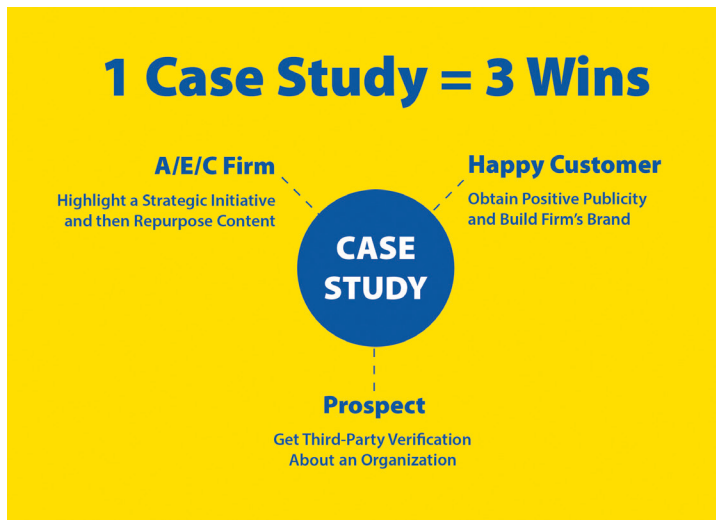 1 Case Study = 3 Wins
A/E/C Firm
Highlight a Strategic Initiative
and then Repurpose Content
Happy Customer
Obtain Positive Publicity
and Build Firm's Brand
CASE
STUDY
Prospect
Get Third-Party Verification
About an Organization